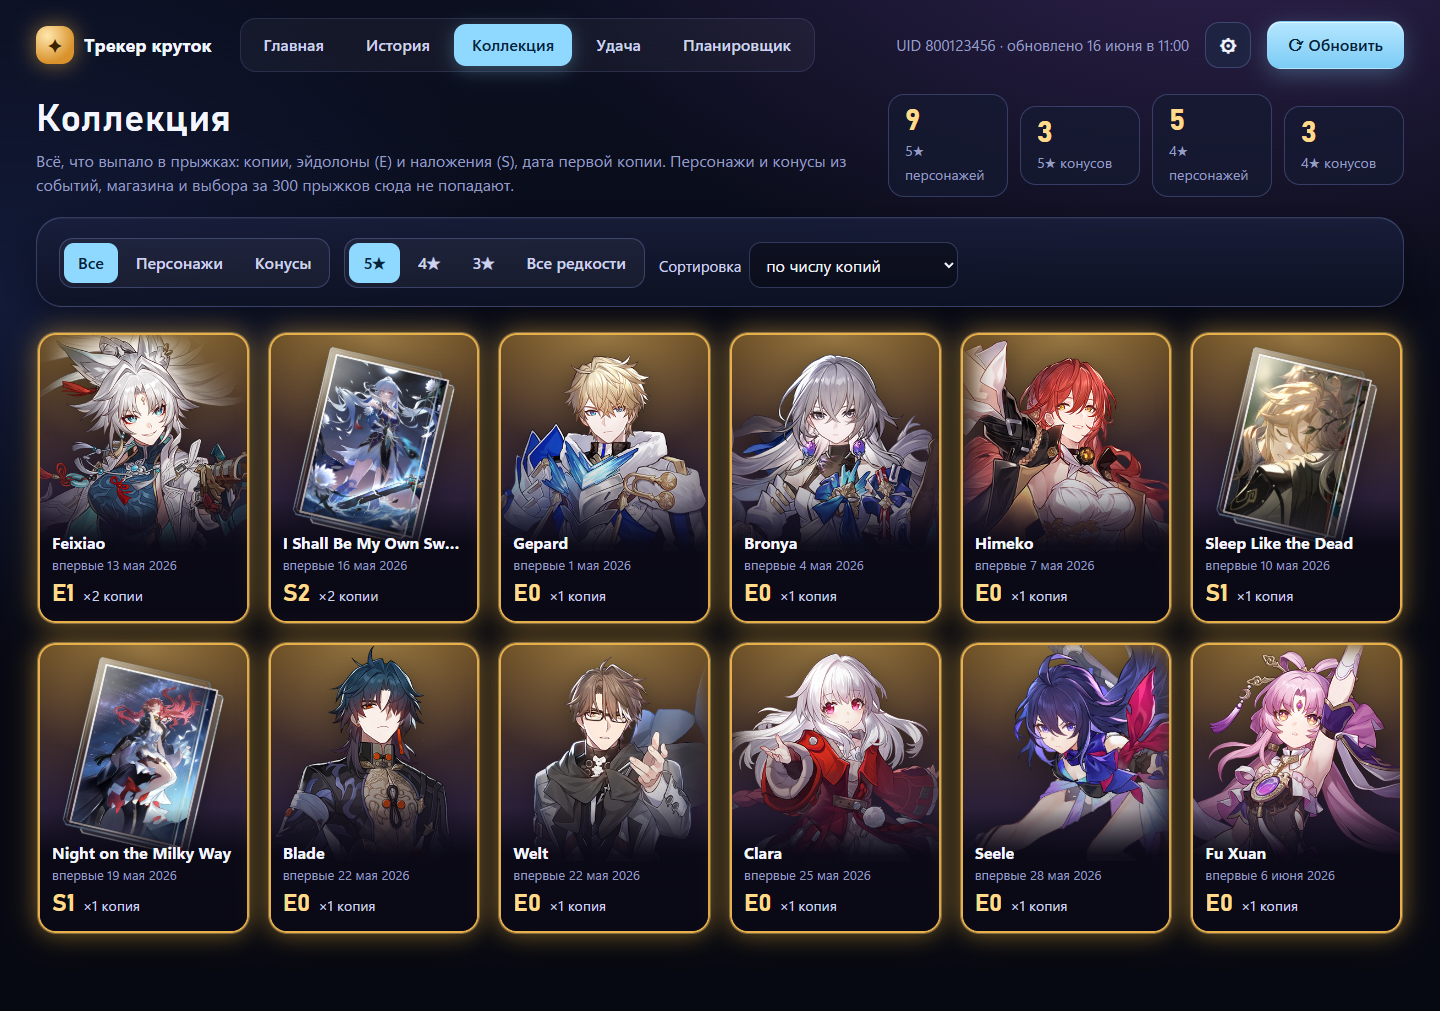 ✦ Трекер круток
Главная
История
Коллекция
Удача
Планировщик
UID 800123456 · обновлено 16 июня в 11:00
⚙
⟳ Обновить
Коллекция
Всё, что выпало в прыжках: копии, эйдолоны (E) и наложения (S), дата первой копии. Персонажи и конусы из
событий, магазина и выбора за 300 прыжков сюда не попадают.
9
5★
персонажей
3
5★ конусов
5
4★
персонажей
3
4★ конусов
Все
Персонажи
Конусы
5★
4★
3★
Все редкости
Сортировка
по числу копий
Feixiao
впервые 13 мая 2026
E1 ×2 копии
I Shall Be My Own Sw...
впервые 16 мая 2026
S2 ×2 копии
Gepard
впервые 1 мая 2026
E0 ×1 копия
Bronya
впервые 4 мая 2026
E0 ×1 копия
Himeko
впервые 7 мая 2026
E0 ×1 копия
Sleep Like the Dead
впервые 10 мая 2026
S1 ×1 копия
Night on the Milky Way
впервые 19 мая 2026
S1 ×1 копия
Blade
впервые 22 мая 2026
E0 ×1 копия
Welt
впервые 22 мая 2026
E0 ×1 копия
Clara
впервые 25 мая 2026
E0 ×1 копия
Seele
впервые 28 мая 2026
E0 ×1 копия
Fu Xuan
впервые 6 июня 2026
E0 ×1 копия